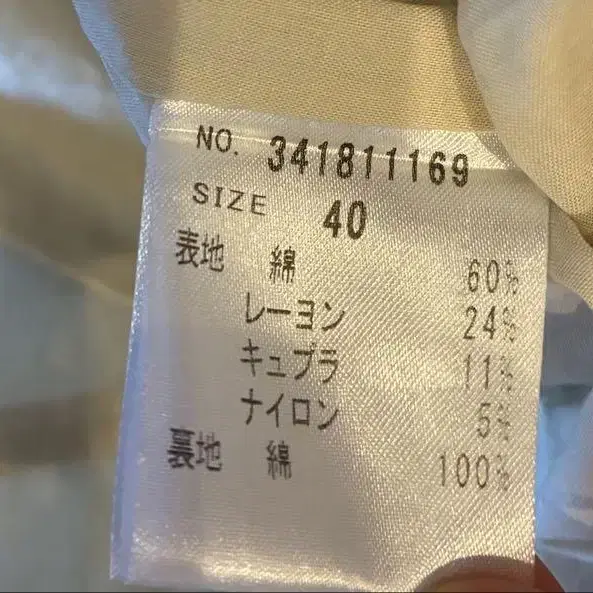 NO. 341811169
SIZE 40
表地 綿 60%
レーヨン 24%
キュプラ 11%
ナイロン 5%
裏地 綿 100%